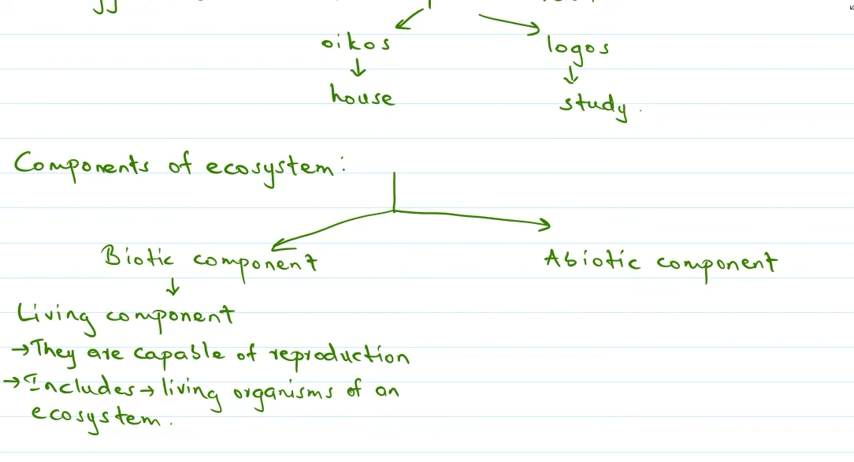 oikos logos
↓ ↓
house study.
Components of ecosystem:
Biotic component Abiotic component
↓
Living component
→They are capable of reproduction
→Includes→living organisms of an
ecosystem.